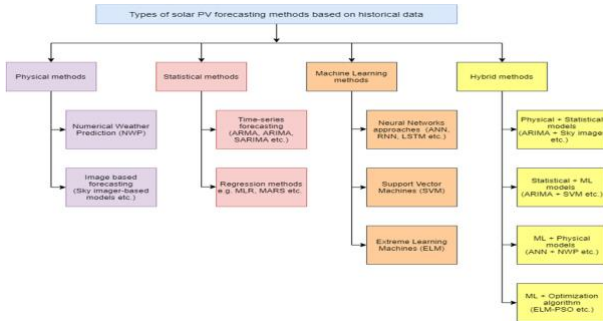 Types of solar PV forecasting methods based on historical data
Physical methods
Statistical methods
Machine Learning
methods
Hybrid methods
Numerical Weather
Prediction (NWP)
Image based
forecasting
(Sky imager-based
models etc.)
Time-series
forecasting
(ARMA, ARIMA,
SARIMA etc.)
Regression methods
e.g. MLR, MARS etc.
Neural Networks
approaches (ANN,
RNN, LSTM etc.)
Support Vector
Machines (SVM)
Extreme Learning
Machines (ELM)
Physical + Statistical
models
(ARIMA + Sky imager
etc.)
Statistical + ML
models
(ARIMA + SVM etc.)
ML + Physical
models
(ANN + NWP etc.)
ML + Optimization
algorithm
(ELM-PSO etc.)